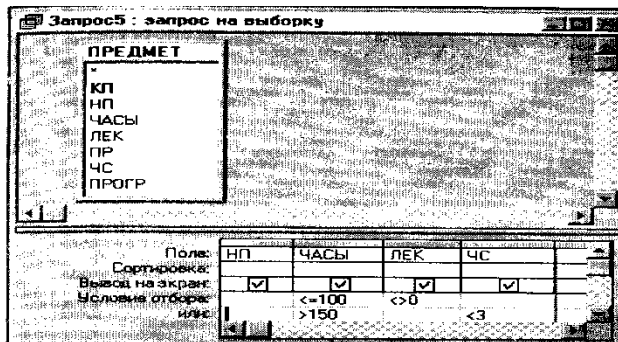 Запрос5 : запрос на выборку
ПРЕДМЕТ
*
КП
НП
ЧАСЫ
ЛЕК
ПР
ЧС
ПРОГР
Поле: НП ЧАСЫ ЛЕК ЧС
Сортировка:
Вывод на экран:
Условия отбора: <=100 <>0
или: >150 <3